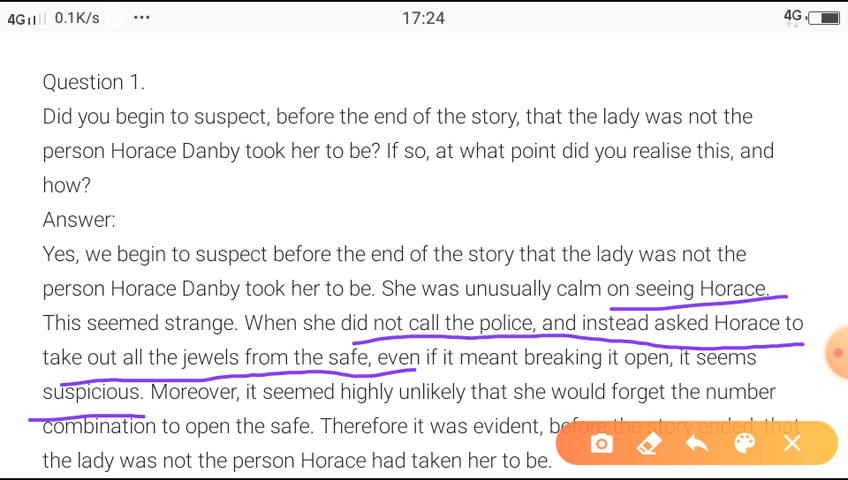 4G 0.1K/s ... 17:24 4G
Question 1.
Did you begin to suspect, before the end of the story, that the lady was not the
person Horace Danby took her to be? If so, at what point did you realise this, and
how?
Answer:
Yes, we begin to suspect before the end of the story that the lady was not the
person Horace Danby took her to be. She was unusually calm on seeing Horace.
This seemed strange. When she did not call the police, and instead asked Horace to
take out all the jewels from the safe, even if it meant breaking it open, it seems
suspicious. Moreover, it seemed highly unlikely that she would forget the number
combination to open the safe. Therefore it was evident, before the story ended, that
the lady was not the person Horace had taken her to be.